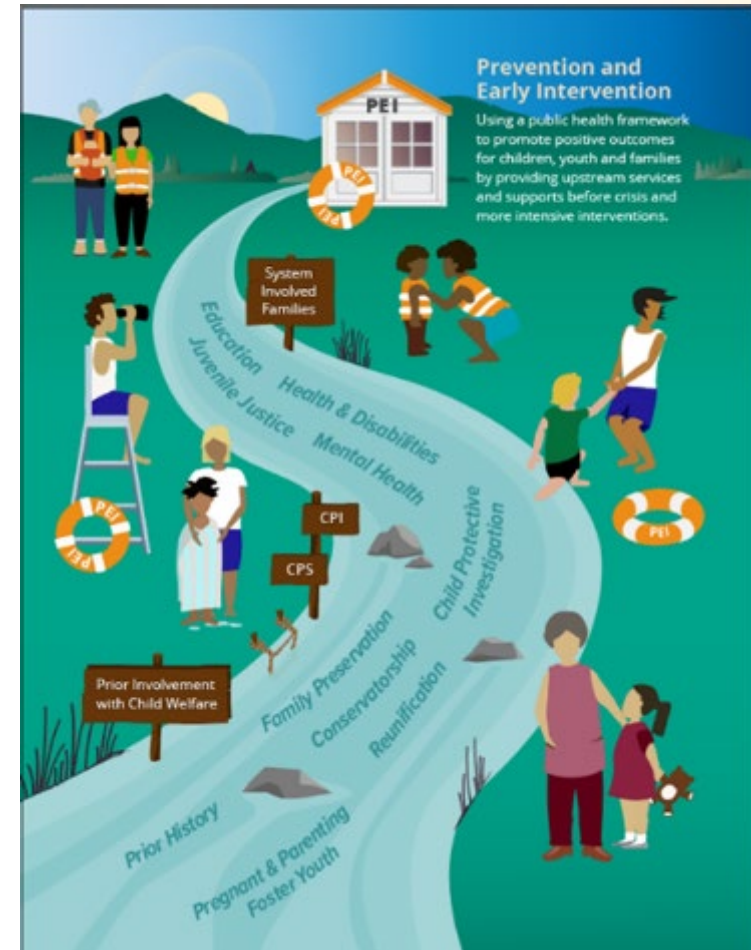 Prevention and
Early Intervention
Using a public health framework
to promote positive outcomes
for children, youth and families
by providing upstream services
and supports before crisis and
more intensive interventions.
PEI
PEI
PEI
System
Involved
Families
Education
Juvenile Justice
Health & Disabilities
Mental Health
PEI
PEI
PEI
CPI
CPS
Child Protective
Investigation
Prior Involvement
with Child Welfare
Family Preservation
Conservatorship
Reunification
Prior History
Pregnant & Parenting
Foster Youth